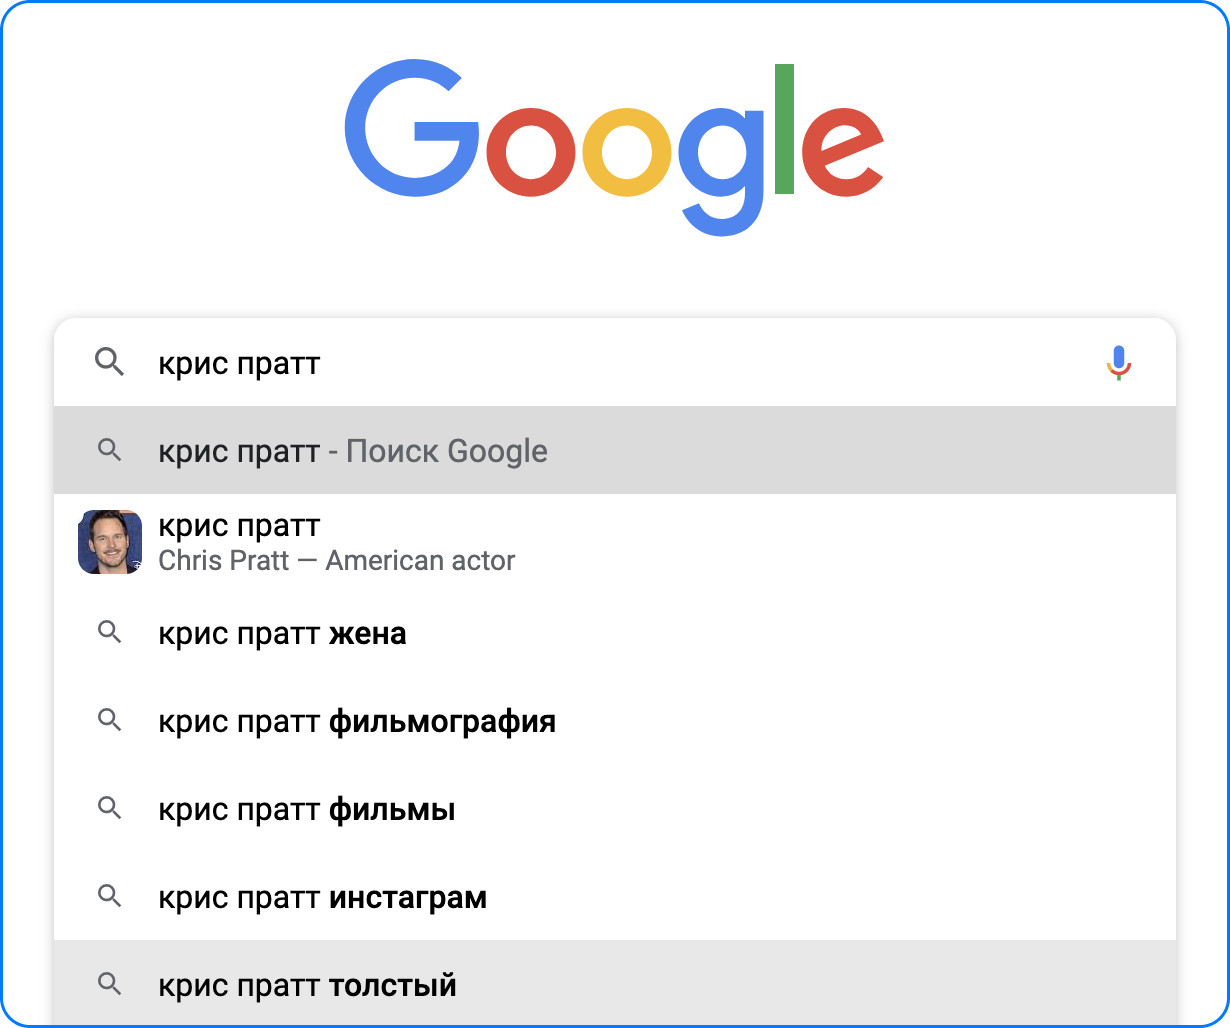 Google
крис пратт
крис пратт - Поиск Google
крис пратт
Chris Pratt — American actor
крис пратт жена
крис пратт фильмография
крис пратт фильмы
крис пратт инстаграм
крис пратт толстый